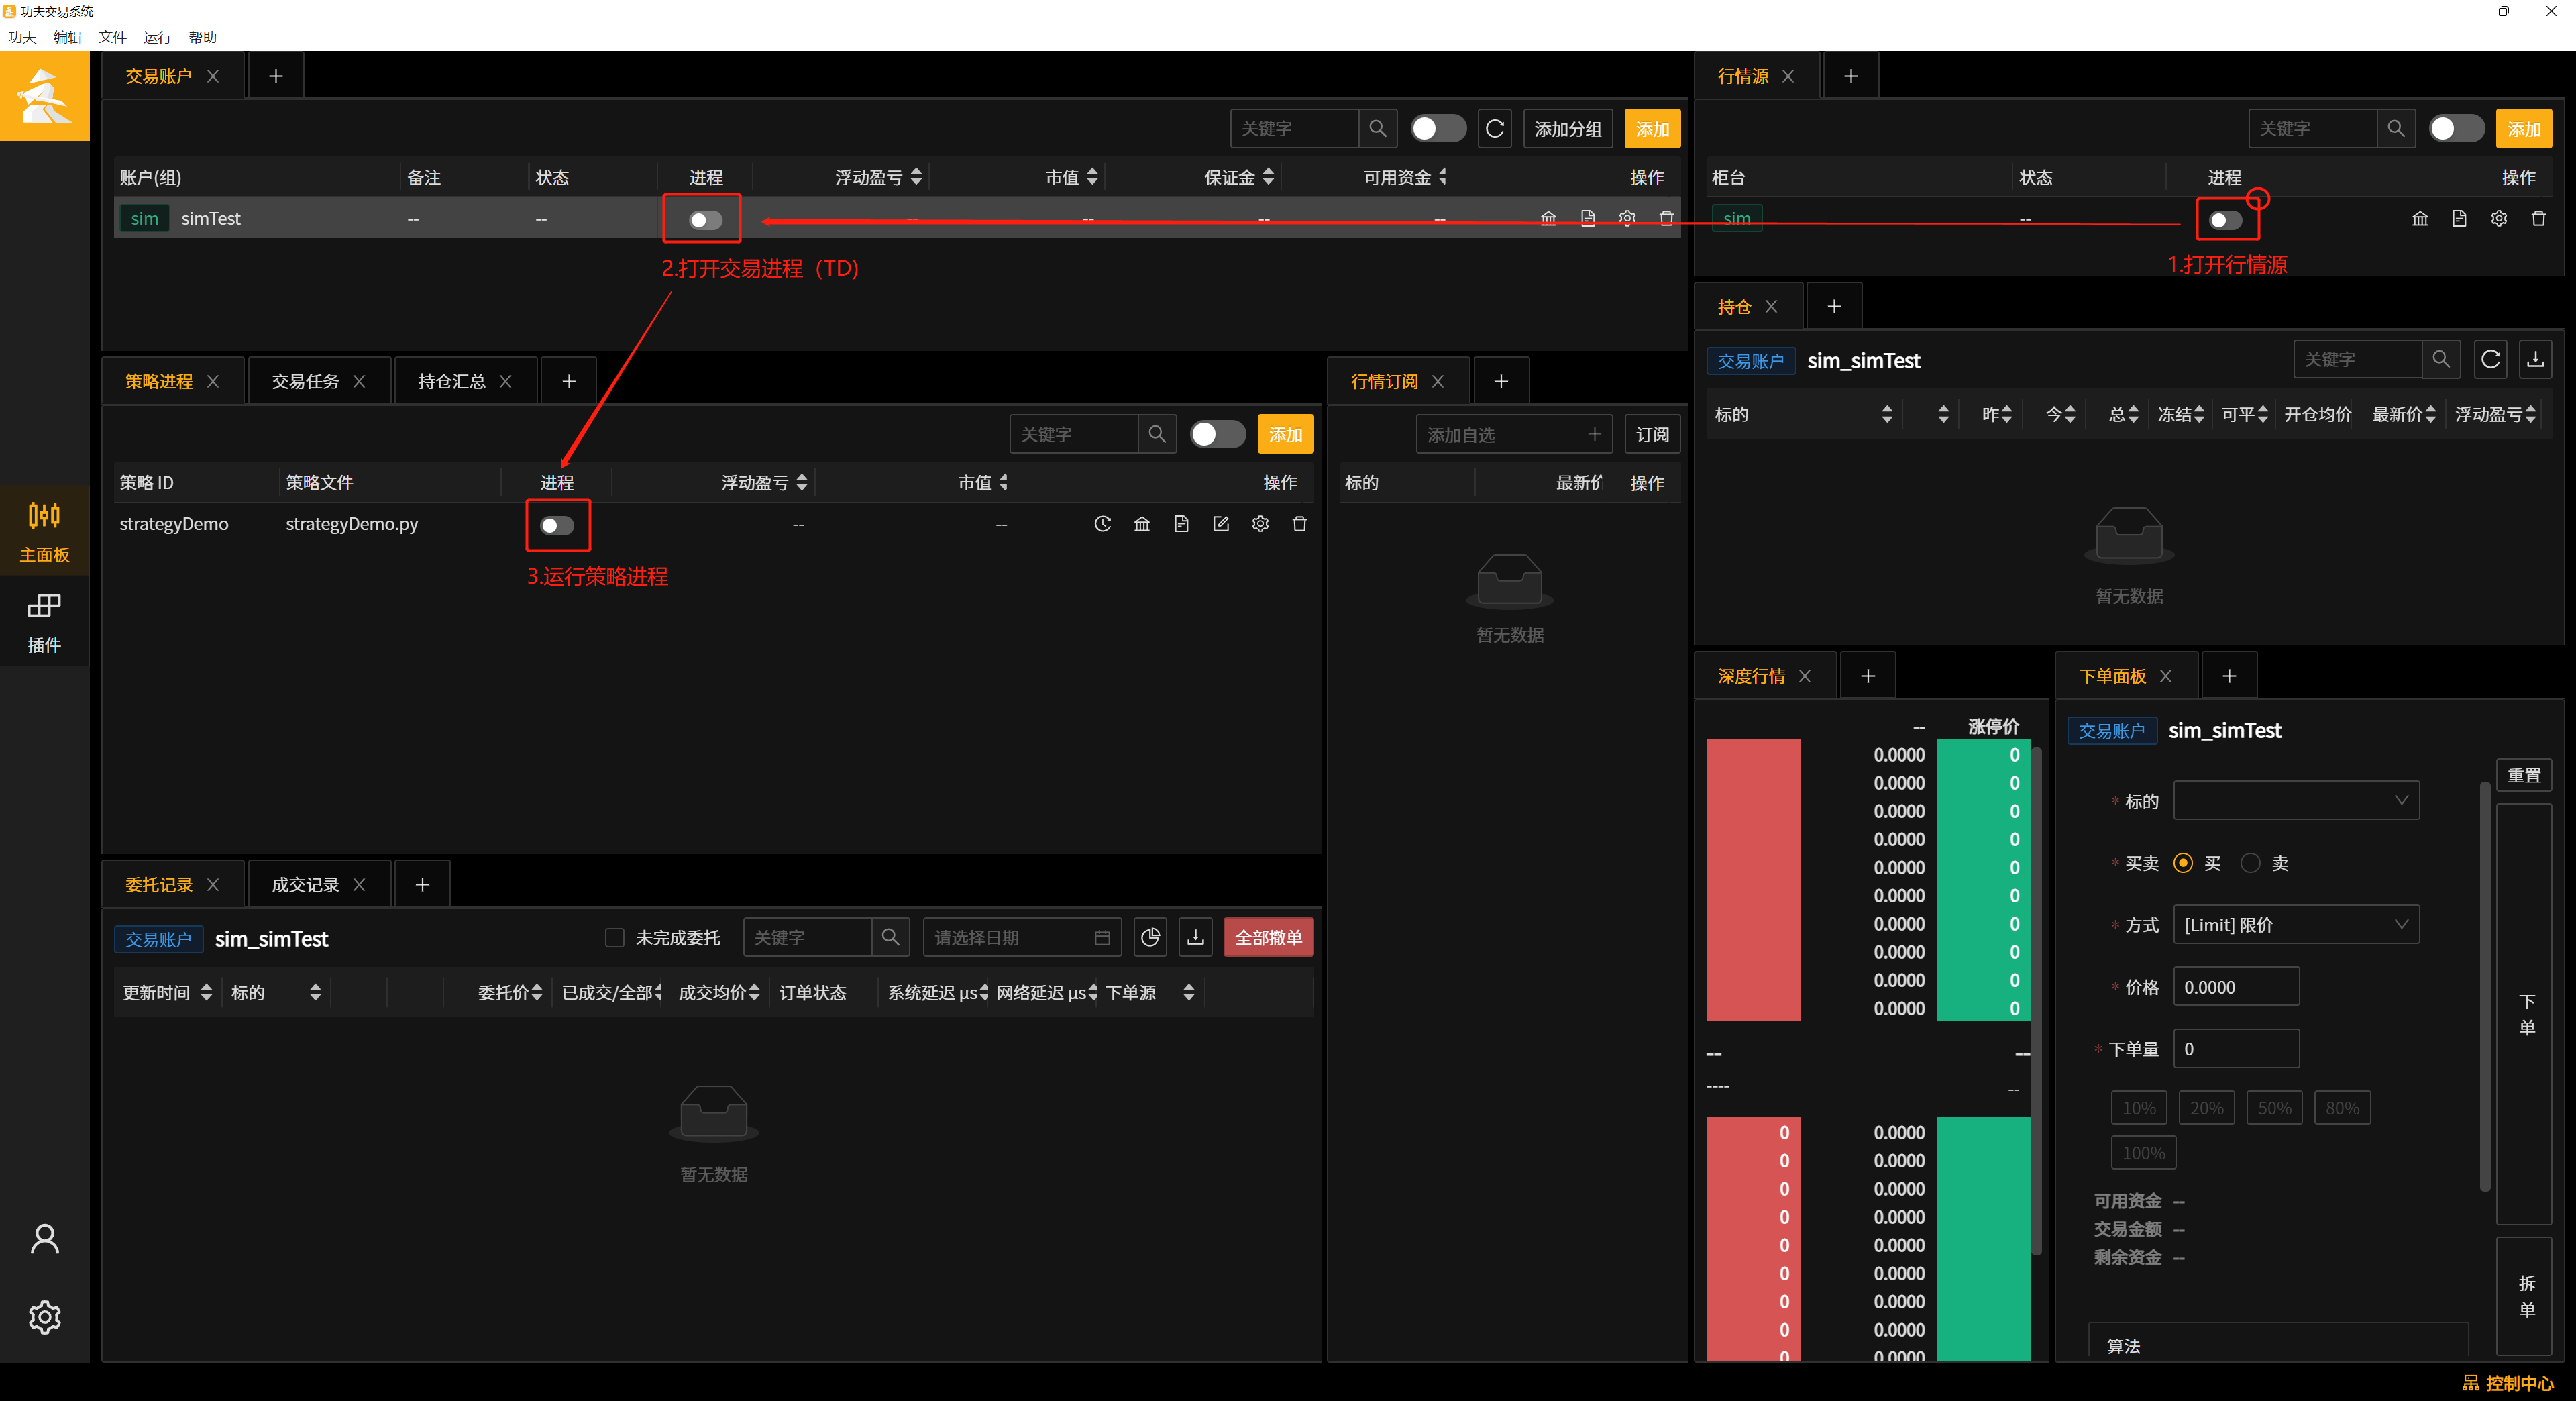 功夫交易系统
功夫 编辑 文件 运行 帮助
交易账户
关键字 添加分组 添加
账户(组) 备注 状态 进程 浮动盈亏 市值 保证金 可用资金 操作
sim simTest -- -- -- -- -- --
2.打开交易进程（TD）
行情源
关键字 添加
柜台 状态 进程 操作
sim --
1.打开行情源
持仓
交易账户 sim_simTest 关键字
标的 昨 今 总 冻结 可平 开仓均价 最新价 浮动盈亏
暂无数据
主面板
插件
策略进程 交易任务 持仓汇总
关键字 添加
策略 ID 策略文件 进程 浮动盈亏 市值 操作
strategyDemo strategyDemo.py -- --
3.运行策略进程
行情订阅
添加自选 订阅
标的 最新价 操作
暂无数据
委托记录 成交记录
交易账户 sim_simTest 未完成委托 关键字 请选择日期 全部撤单
更新时间 标的 委托价 已成交/全部 成交均价 订单状态 系统延迟 μs 网络延迟 μs 下单源
暂无数据
深度行情
-- 涨停价
0.0000 0
0.0000 0
0.0000 0
0.0000 0
0.0000 0
0.0000 0
0.0000 0
0.0000 0
0.0000 0
0.0000 0
-- --
---- --
0 0.0000
0 0.0000
0 0.0000
0 0.0000
0 0.0000
0 0.0000
0 0.0000
0 0.0000
0 0.0000
下单面板
交易账户 sim_simTest
重置
* 标的
* 买卖 买 卖
* 方式 [Limit] 限价
* 价格 0.0000
* 下单量 0
10% 20% 50% 80%
100%
可用资金 --
交易金额 --
剩余资金 --
算法
下单
拆单
控制中心